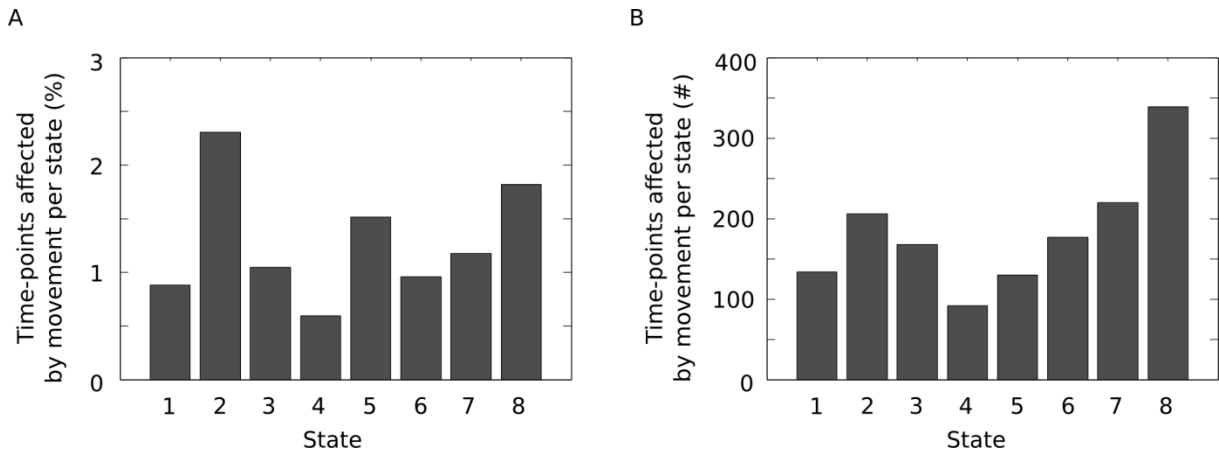 A
Time-points affected
by movement per state (%)
3
2
1
0
1 2 3 4 5 6 7 8
State
B
Time-points affected
by movement per state (#)
400
300
200
100
0
1 2 3 4 5 6 7 8
State